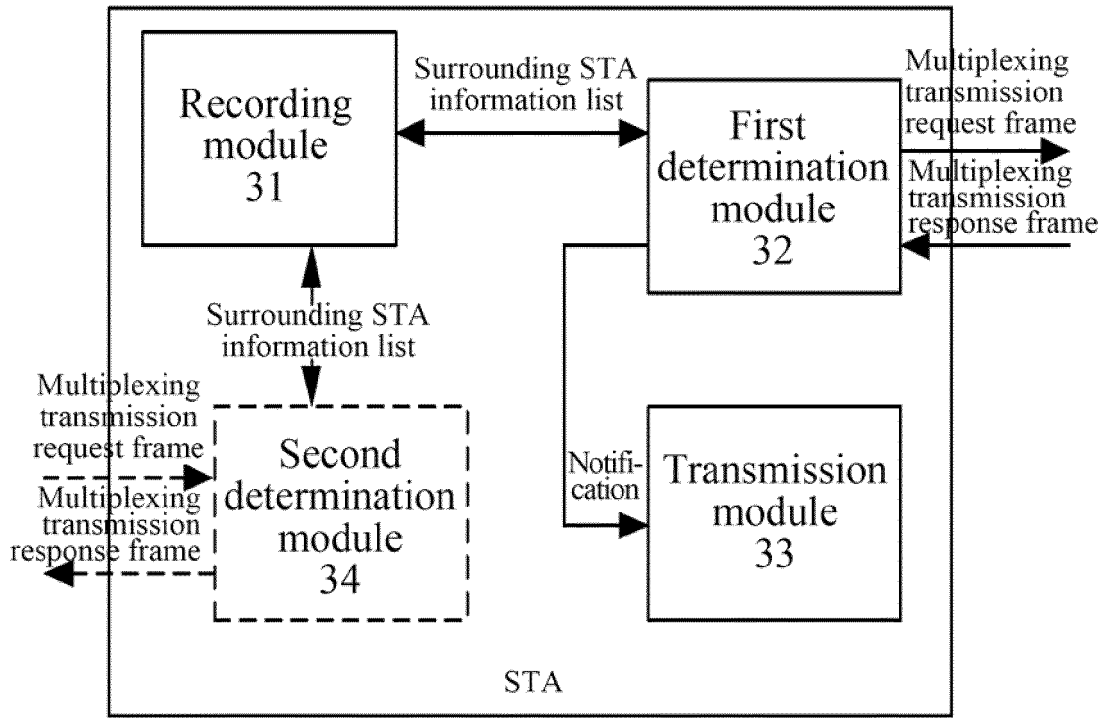 Recording
module
31
Surrounding STA
information list
First
determination
module
32
Multiplexing
transmission
request frame
Multiplexing
transmission
response frame
Surrounding STA
information list
Multiplexing
transmission
request frame
Multiplexing
transmission
response frame
Second
determination
module
34
Notifi-
cation
Transmission
module
33
STA